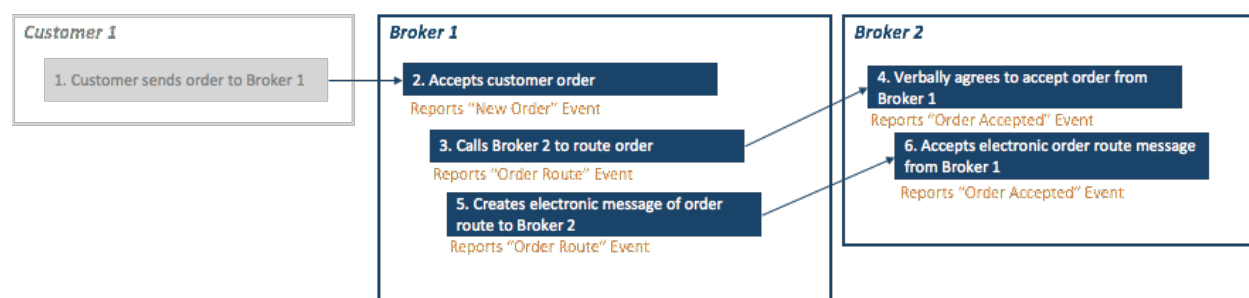 Customer 1
1. Customer sends order to Broker 1
Broker 1
2. Accepts customer order
Reports "New Order" Event
3. Calls Broker 2 to route order
Reports "Order Route" Event
5. Creates electronic message of order
route to Broker 2
Reports "Order Route" Event
Broker 2
4. Verbally agrees to accept order from
Broker 1
Reports "Order Accepted" Event
6. Accepts electronic order route message
from Broker 1
Reports "Order Accepted" Event